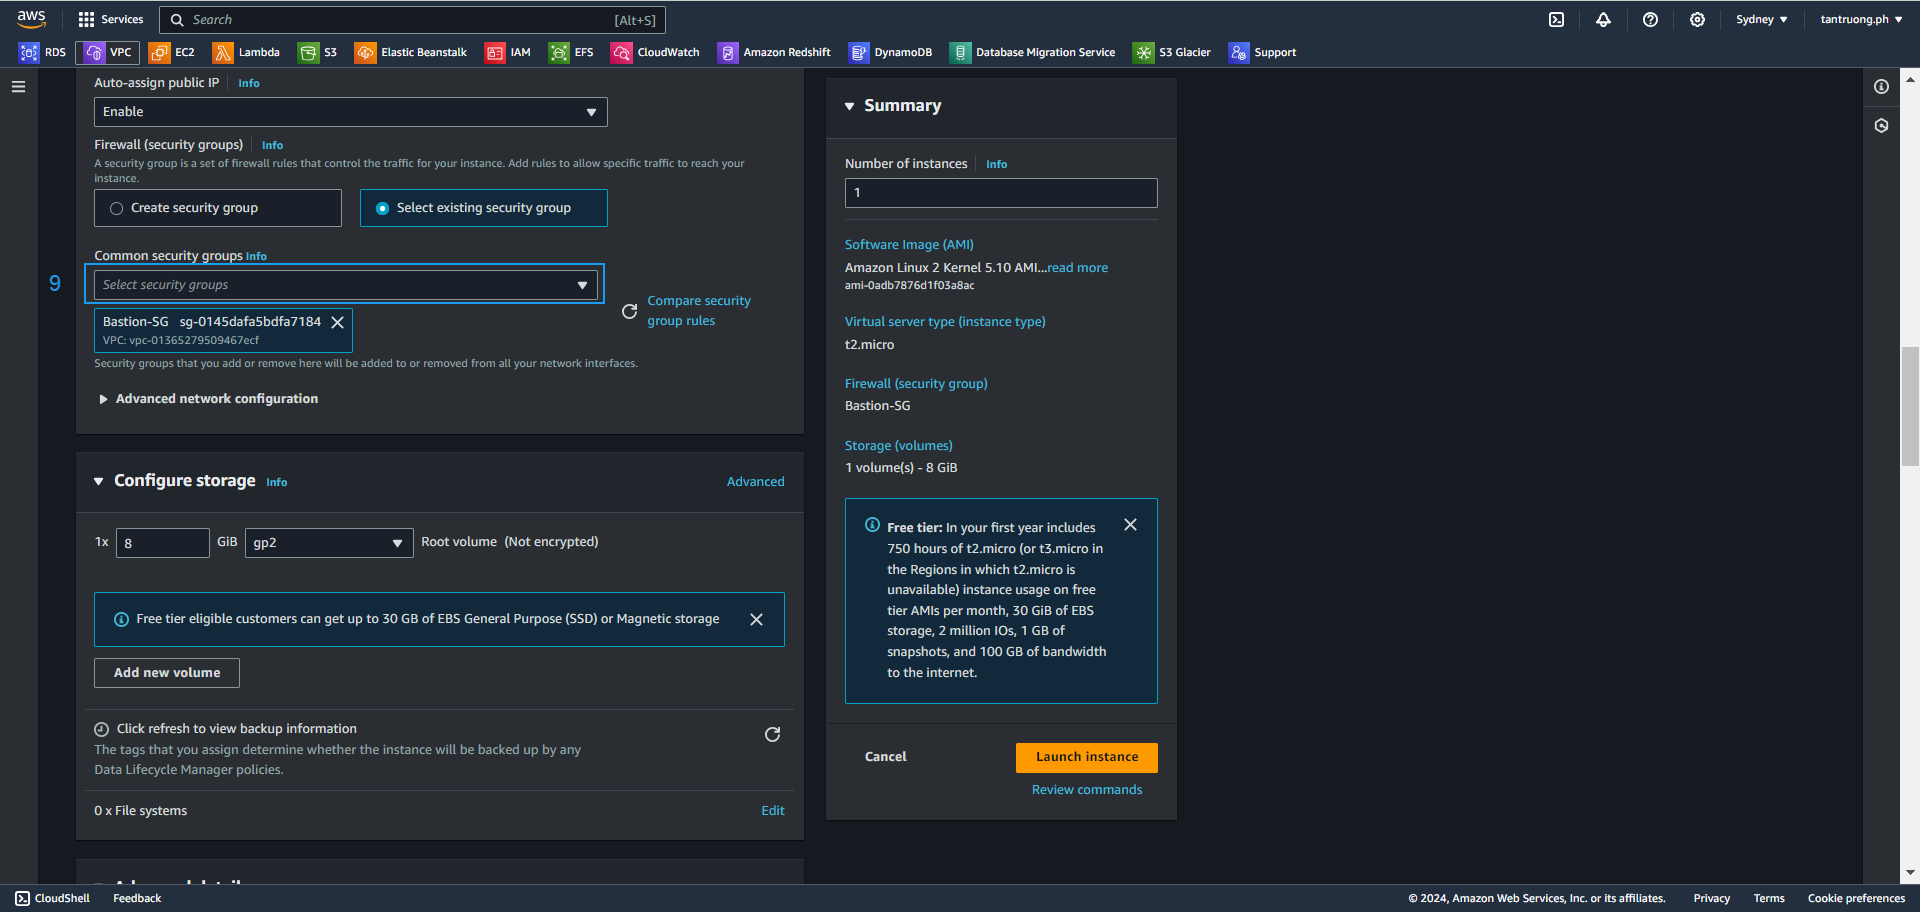 aws
Services
Search
[Alt+S]
Sydney
tantruong.ph
RDS
VPC
EC2
Lambda
S3
Elastic Beanstalk
IAM
EFS
CloudWatch
Amazon Redshift
DynamoDB
Database Migration Service
S3 Glacier
Support
Auto-assign public IP
Info
Enable
Firewall (security groups)
Info
A security group is a set of firewall rules that control the traffic for your instance. Add rules to allow specific traffic to reach your
instance.
Create security group
Select existing security group
Common security groups Info
9
Select security groups
Bastion-SG sg-0145dafa5bdfa7184
VPC: vpc-01365279509467ecf
Compare security
group rules
Security groups that you add or remove here will be added to or removed from all your network interfaces.
Advanced network configuration
Configure storage
Info
Advanced
1x
8
GiB
gp2
Root volume (Not encrypted)
Free tier eligible customers can get up to 30 GB of EBS General Purpose (SSD) or Magnetic storage
Add new volume
Click refresh to view backup information
The tags that you assign determine whether the instance will be backed up by any
Data Lifecycle Manager policies.
0 x File systems
Edit
Summary
Number of instances
Info
1
Software Image (AMI)
Amazon Linux 2 Kernel 5.10 AMI...read more
ami-0adb7876d1f03a8ac
Virtual server type (instance type)
t2.micro
Firewall (security group)
Bastion-SG
Storage (volumes)
1 volume(s) - 8 GiB
Free tier: In your first year includes
750 hours of t2.micro (or t3.micro in
the Regions in which t2.micro is
unavailable) instance usage on free
tier AMIs per month, 30 GiB of EBS
storage, 2 million IOs, 1 GB of
snapshots, and 100 GB of bandwidth
to the internet.
Cancel
Launch instance
Review commands
CloudShell
Feedback
© 2024, Amazon Web Services, Inc. or its affiliates.
Privacy
Terms
Cookie preferences